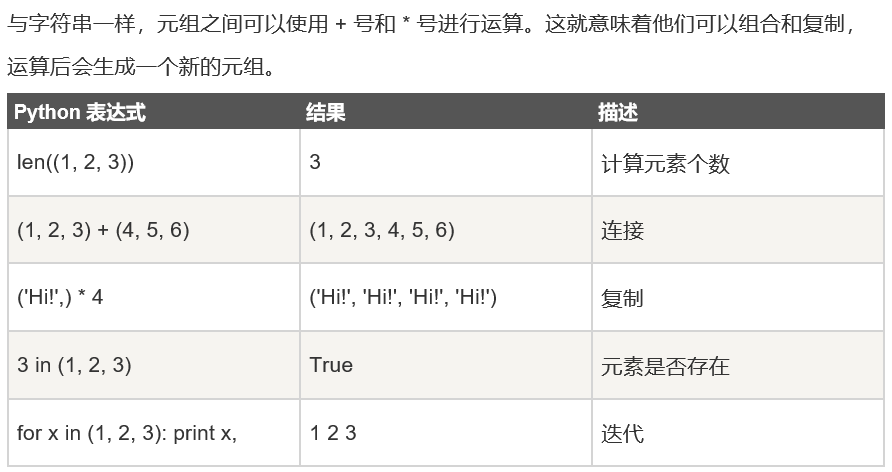 与字符串一样，元组之间可以使用 + 号和 * 号进行运算。这就意味着他们可以组合和复制，
运算后会生成一个新的元组。
Python 表达式 结果 描述
len((1, 2, 3)) 3 计算元素个数
(1, 2, 3) + (4, 5, 6) (1, 2, 3, 4, 5, 6) 连接
('Hi!',) * 4 ('Hi!', 'Hi!', 'Hi!', 'Hi!') 复制
3 in (1, 2, 3) True 元素是否存在
for x in (1, 2, 3): print x, 1 2 3 迭代